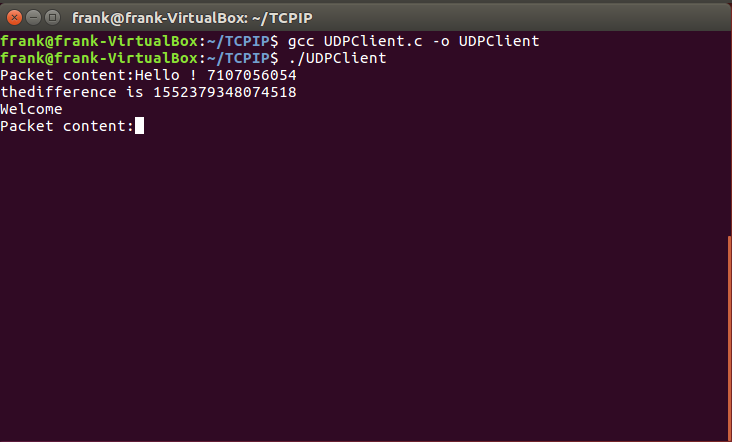 frank@frank-VirtualBox: ~/TCPIP
frank@frank-VirtualBox:~/TCPIP$ gcc UDPClient.c -o UDPClient
frank@frank-VirtualBox:~/TCPIP$ ./UDPClient
Packet content:Hello ! 7107056054
thedifference is 1552379348074518
Welcome
Packet content: